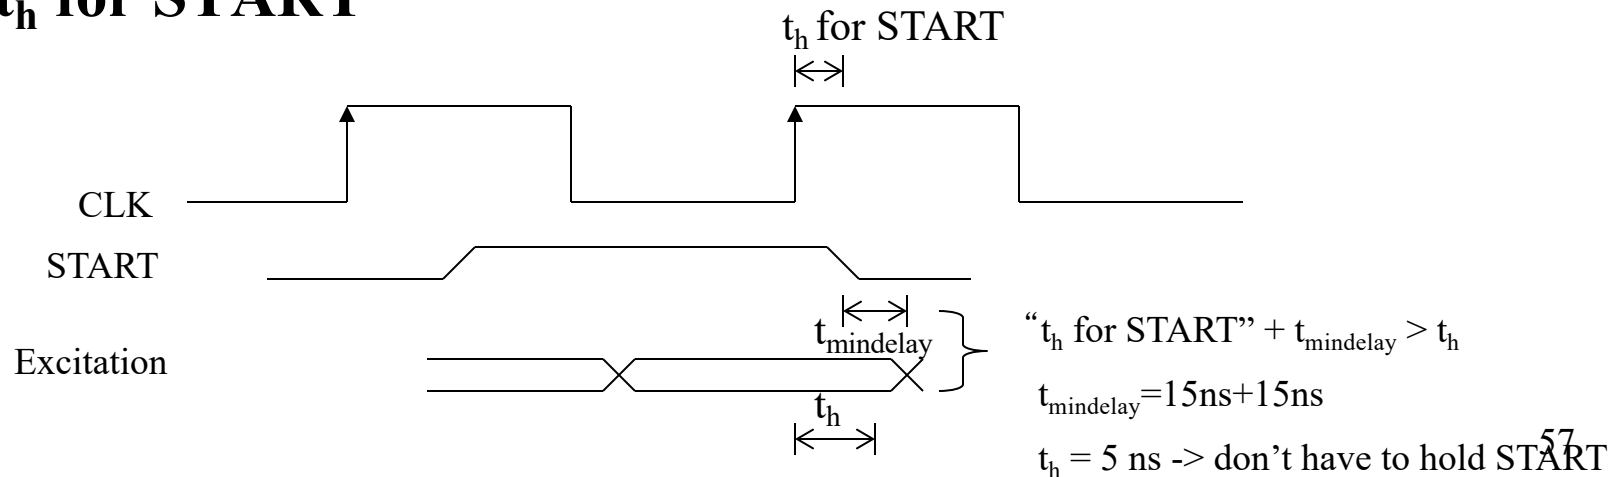 th for START
th for START
CLK
START
tmindelay
Excitation
th
“th for START” + tmindelay > th
tmindelay=15ns+15ns
th = 5 ns -> don’t have to hold START
57